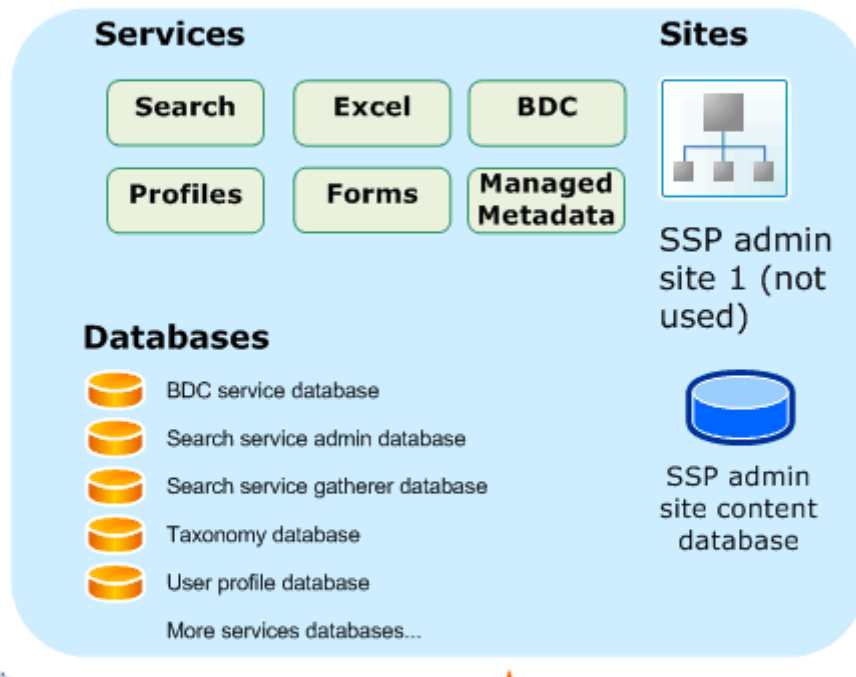 Services
Search
Excel
BDC
Profiles
Forms
Managed
Metadata
Databases
BDC service database
Search service admin database
Search service gatherer database
Taxonomy database
User profile database
More services databases...
Sites
SSP admin
site 1 (not
used)
SSP admin
site content
database